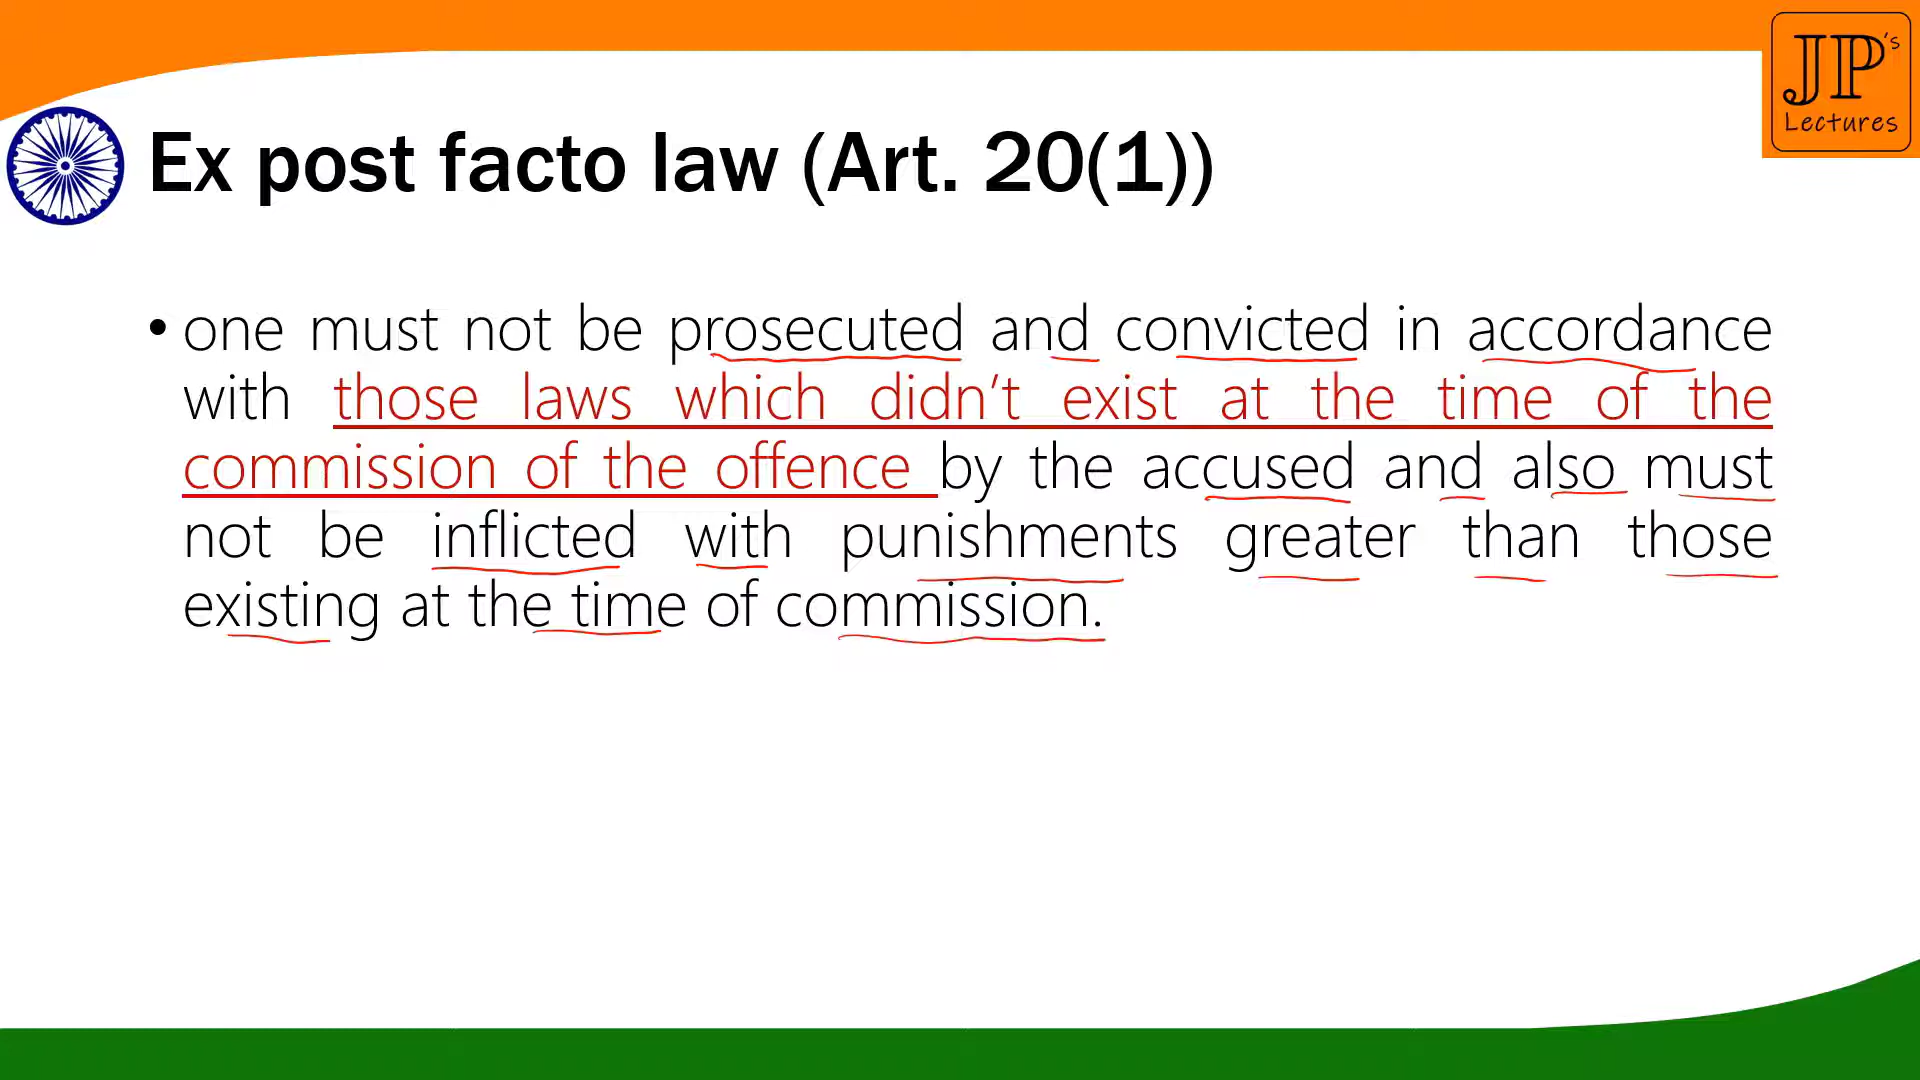 JP's
Lectures
Ex post facto law (Art. 20(1))
• one must not be prosecuted and convicted in accordance
with those laws which didn’t exist at the time of the
commission of the offence by the accused and also must
not be inflicted with punishments greater than those
existing at the time of commission.